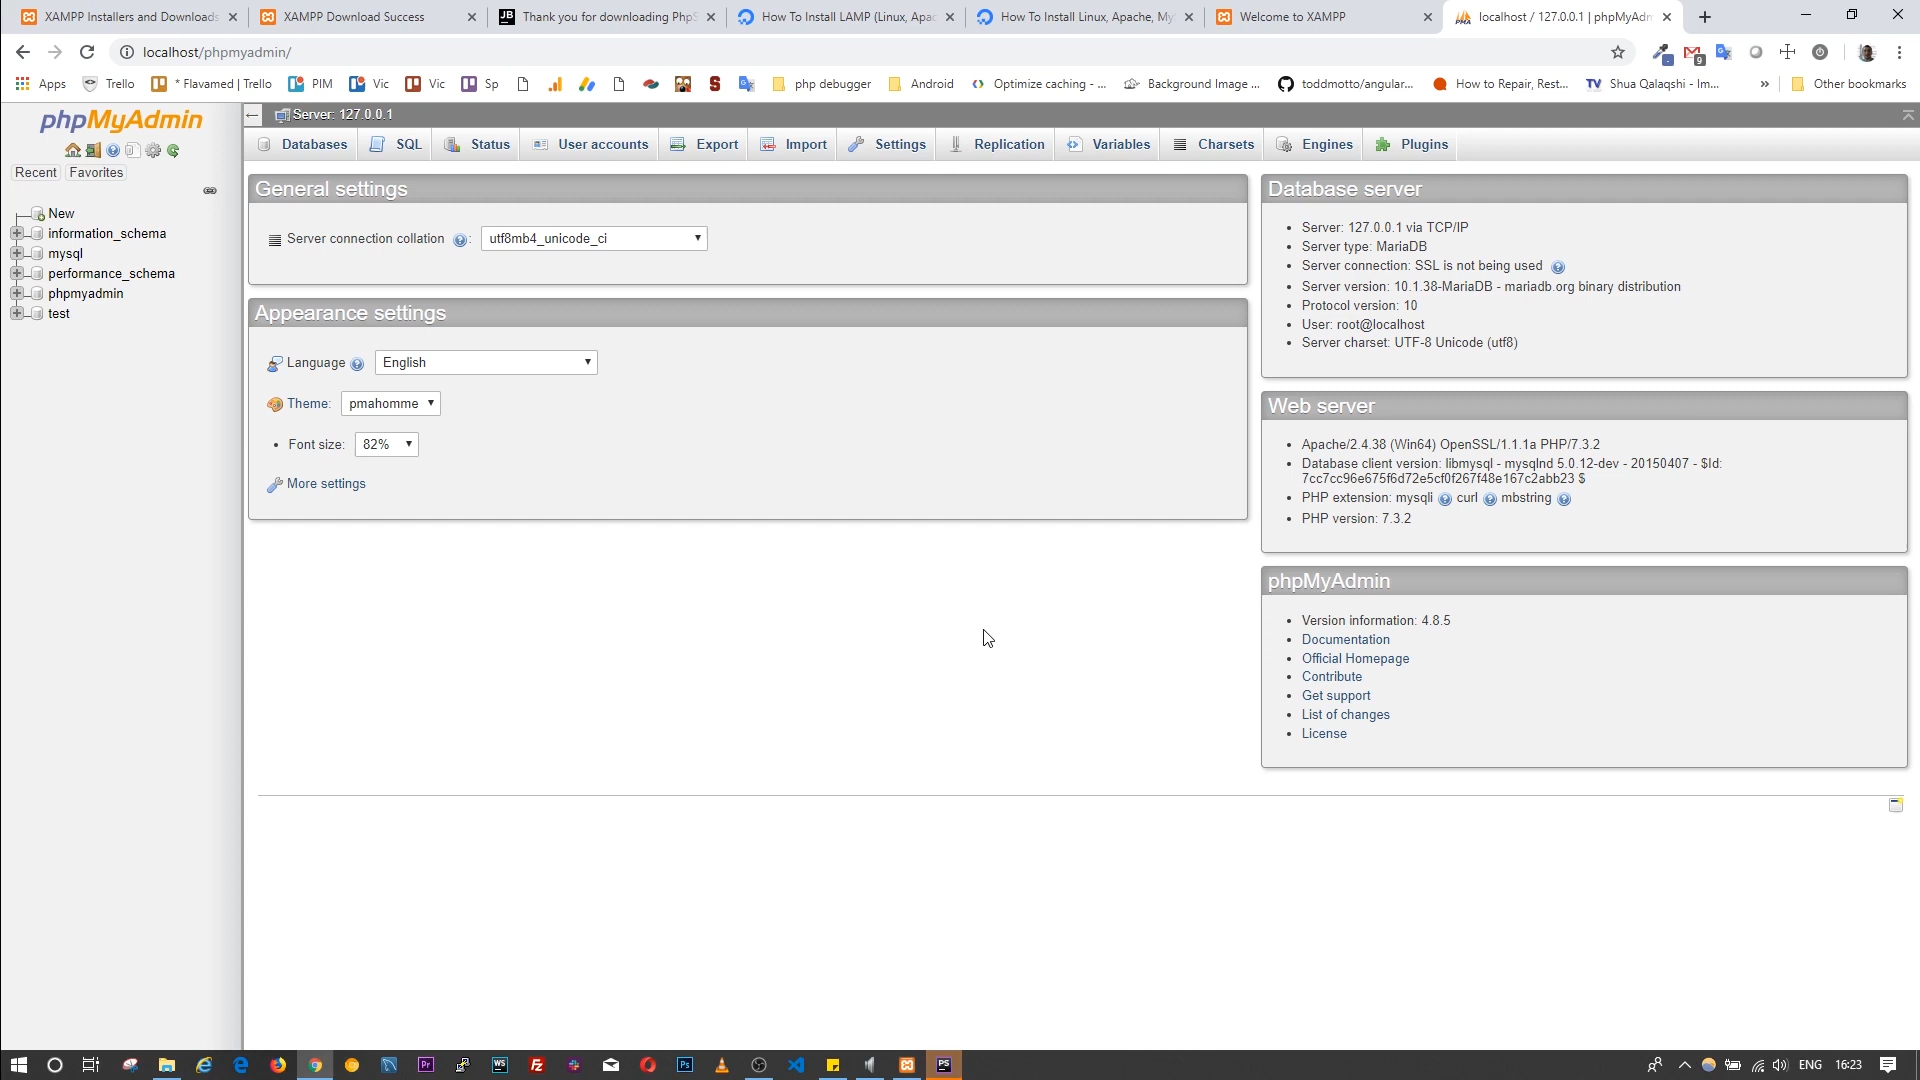 XAMPP Installers and Downloads
XAMPP Download Success
Thank you for downloading PhpS
How To Install LAMP (Linux, Apac
How To Install Linux, Apache, My
Welcome to XAMPP
localhost / 127.0.0.1 | phpMyAdm
localhost/phpmyadmin/
9
Apps
Trello
* Flavamed | Trello
PIM
Vic
Vic
Sp
php debugger
Android
Optimize caching - ...
Background Image ...
toddmotto/angular...
How to Repair, Rest...
TV
Shua Qalaqshi - Im...
»
Other bookmarks
phpMyAdmin
Recent
Favorites
New
information_schema
mysql
performance_schema
phpmyadmin
test
Server: 127.0.0.1
Databases
SQL
Status
User accounts
Export
Import
Settings
Replication
Variables
Charsets
Engines
Plugins
General settings
Server connection collation : utf8mb4_unicode_ci
Appearance settings
Language English
Theme: pmahomme
Font size: 82%
More settings
Database server
Server: 127.0.0.1 via TCP/IP
Server type: MariaDB
Server connection: SSL is not being used
Server version: 10.1.38-MariaDB - mariadb.org binary distribution
Protocol version: 10
User: root@localhost
Server charset: UTF-8 Unicode (utf8)
Web server
Apache/2.4.38 (Win64) OpenSSL/1.1.1a PHP/7.3.2
Database client version: libmysql - mysqlnd 5.0.12-dev - 20150407 - $Id:
7cc7cc96e675f6d72e5cf0f267f48e167c2abb23 $
PHP extension: mysqli curl mbstring
PHP version: 7.3.2
phpMyAdmin
Version information: 4.8.5
Documentation
Official Homepage
Contribute
Get support
List of changes
License
Pr
WS
Fz
Ps
PS
ENG
16:23